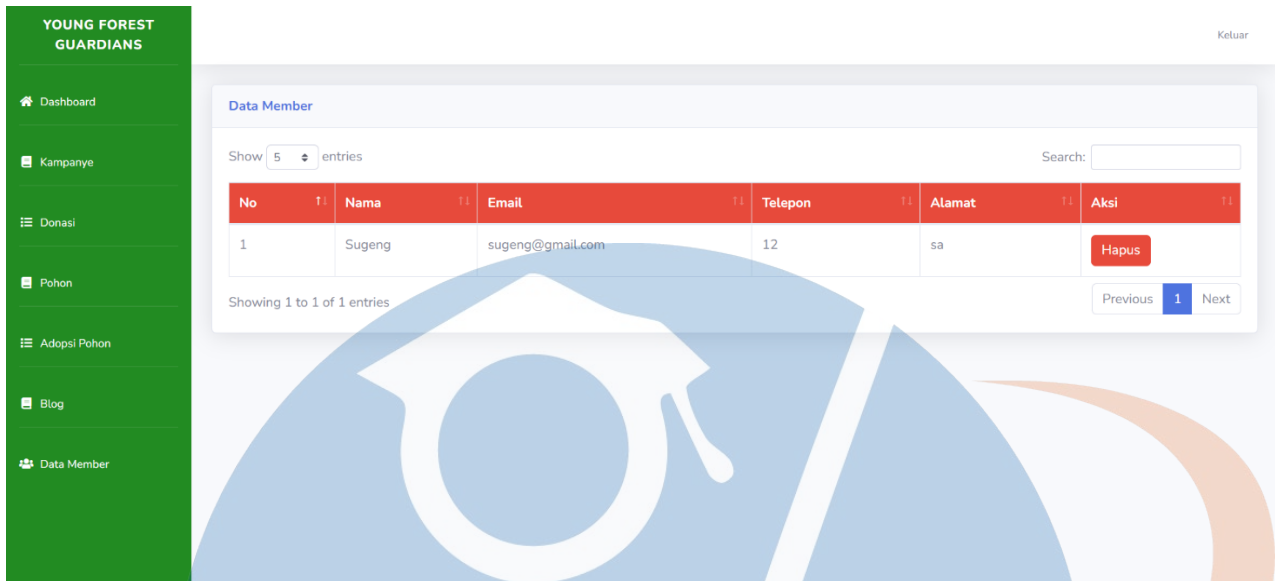 YOUNG FOREST
GUARDIANS
Keluar
Dashboard
Kampanye
Donasi
Pohon
Adopsi Pohon
Blog
Data Member
Data Member
Show 5 entries
Search:
No Nama Email Telepon Alamat Aksi
1 Sugeng sugeng@gmail.com 12 sa Hapus
Showing 1 to 1 of 1 entries
Previous 1 Next